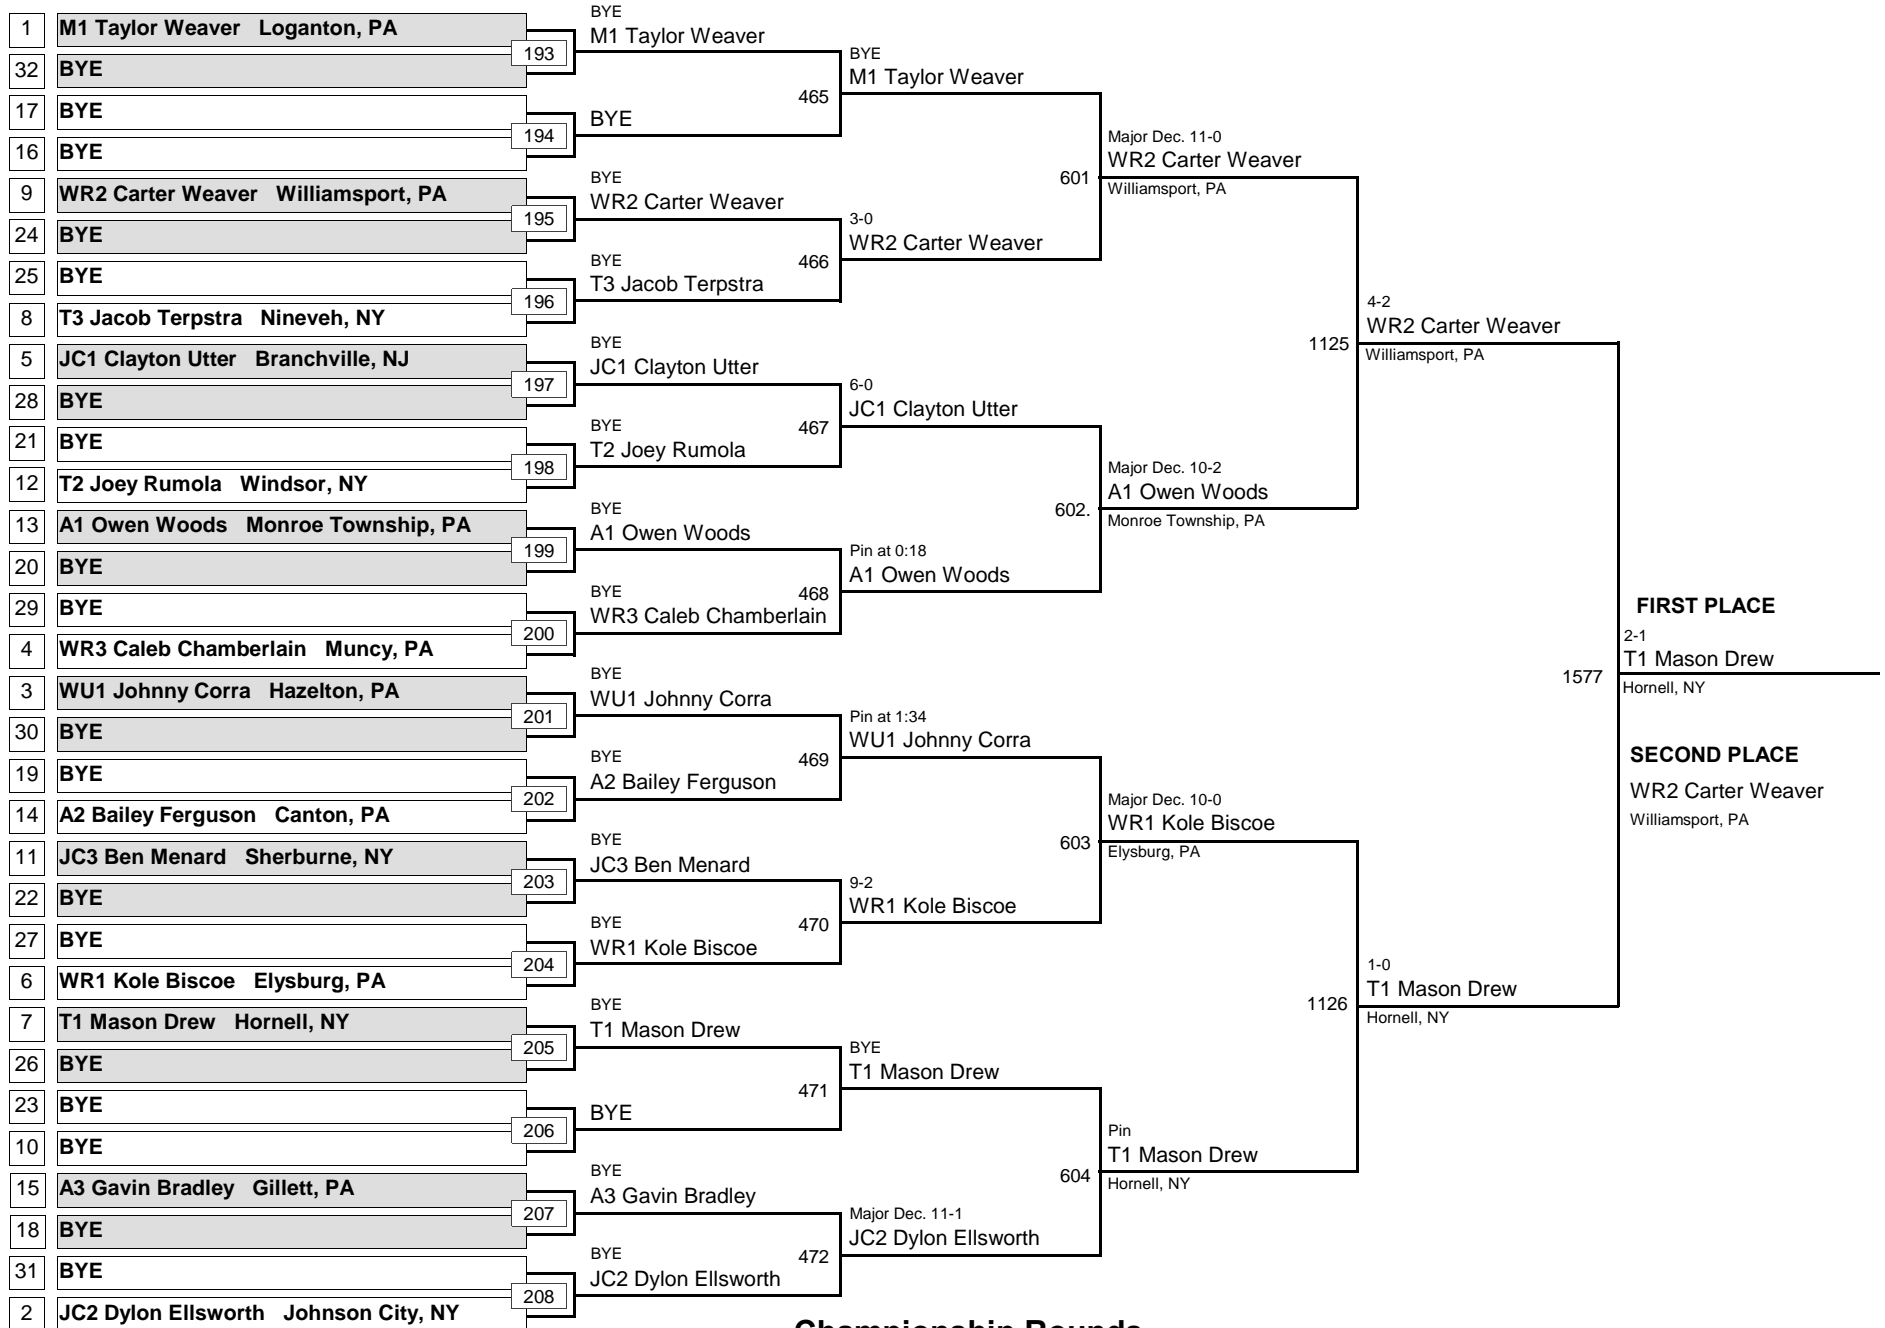 1 M1 Taylor Weaver Loganton, PA
32 BYE
193
17 BYE
16 BYE
194
9 WR2 Carter Weaver Williamsport, PA
24 BYE
195
25 BYE
8 T3 Jacob Terpstra Nineveh, NY
196
5 JC1 Clayton Utter Branchville, NJ
28 BYE
197
21 BYE
12 T2 Joey Rumola Windsor, NY
198
13 A1 Owen Woods Monroe Township, PA
20 BYE
199
29 BYE
4 WR3 Caleb Chamberlain Muncy, PA
200
3 WU1 Johnny Corra Hazelton, PA
30 BYE
201
19 BYE
14 A2 Bailey Ferguson Canton, PA
202
11 JC3 Ben Menard Sherburne, NY
22 BYE
203
27 BYE
6 WR1 Kole Biscoe Elysburg, PA
204
7 T1 Mason Drew Hornell, NY
26 BYE
205
23 BYE
10 BYE
206
15 A3 Gavin Bradley Gillett, PA
18 BYE
207
31 BYE
2 JC2 Dylon Ellsworth Johnson City, NY
208
BYE
M1 Taylor Weaver
465
BYE
BYE
WR2 Carter Weaver
BYE
466
T3 Jacob Terpstra
BYE
JC1 Clayton Utter
BYE
467
T2 Joey Rumola
BYE
A1 Owen Woods
BYE
468
WR3 Caleb Chamberlain
BYE
WU1 Johnny Corra
BYE
469
A2 Bailey Ferguson
BYE
JC3 Ben Menard
BYE
470
WR1 Kole Biscoe
BYE
T1 Mason Drew
471
BYE
BYE
A3 Gavin Bradley
BYE
472
JC2 Dylon Ellsworth
BYE
M1 Taylor Weaver
601
3-0
WR2 Carter Weaver
6-0
JC1 Clayton Utter
602.
Pin at 0:18
A1 Owen Woods
Pin at 1:34
WU1 Johnny Corra
603
9-2
WR1 Kole Biscoe
BYE
T1 Mason Drew
604
Major Dec. 11-1
JC2 Dylon Ellsworth
Major Dec. 11-0
WR2 Carter Weaver
Williamsport, PA
1125
Major Dec. 10-2
A1 Owen Woods
Monroe Township, PA
Major Dec. 10-0
WR1 Kole Biscoe
Elysburg, PA
1126
Pin
T1 Mason Drew
Hornell, NY
4-2
WR2 Carter Weaver
Williamsport, PA
1577
1-0
T1 Mason Drew
Hornell, NY
FIRST PLACE
2-1
T1 Mason Drew
Hornell, NY
SECOND PLACE
WR2 Carter Weaver
Williamsport, PA
Championship Rounds